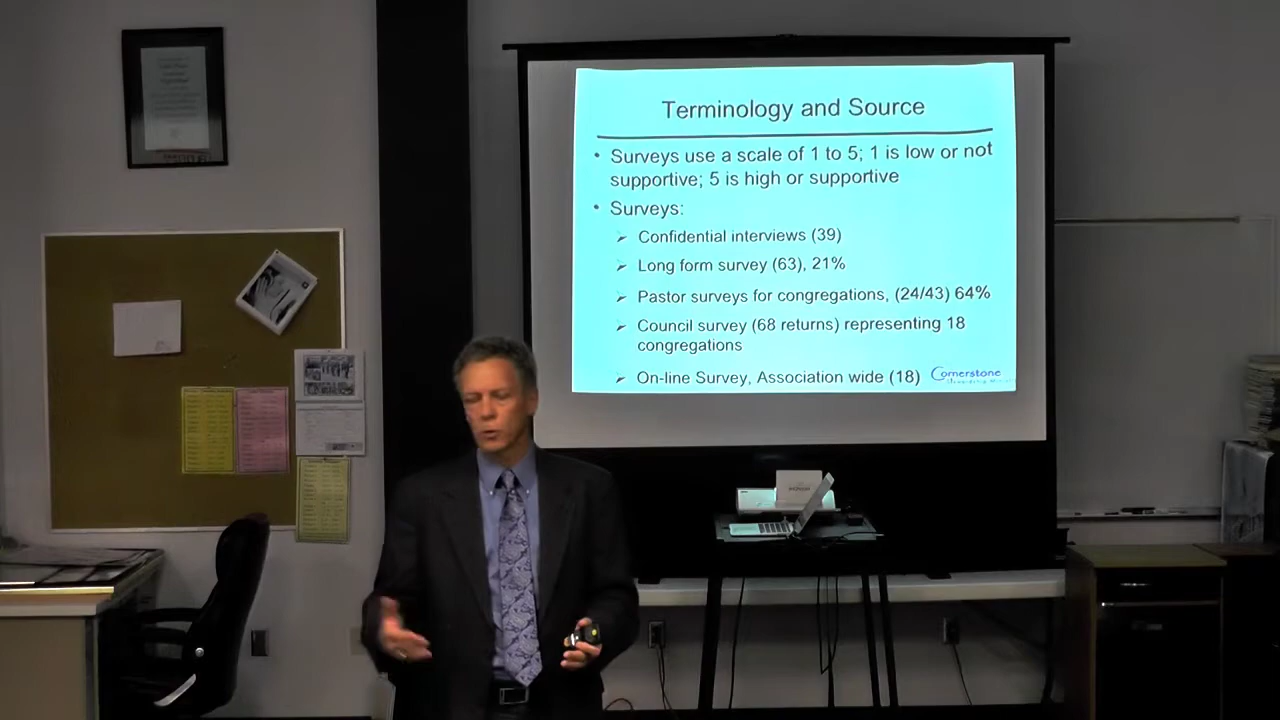 Terminology and Source
• Surveys use a scale of 1 to 5; 1 is low or not
supportive; 5 is high or supportive
• Surveys:
➢ Confidential interviews (39)
➢ Long form survey (63), 21%
➢ Pastor surveys for congregations, (24/43) 64%
➢ Council survey (68 returns) representing 18
congregations
➢ On-line Survey, Association wide (18)
Cornerstone